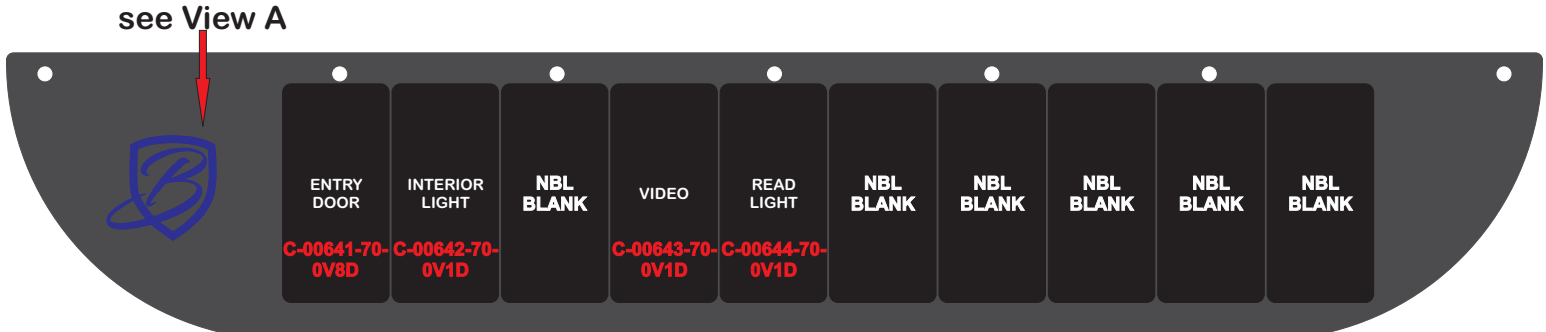 see View A
ENTRY
DOOR
C-00641-70-
0V8D
INTERIOR
LIGHT
C-00642-70-
0V1D
NBL
BLANK
VIDEO
C-00643-70-
0V1D
READ
LIGHT
C-00644-70-
0V1D
NBL
BLANK
NBL
BLANK
NBL
BLANK
NBL
BLANK
NBL
BLANK
B